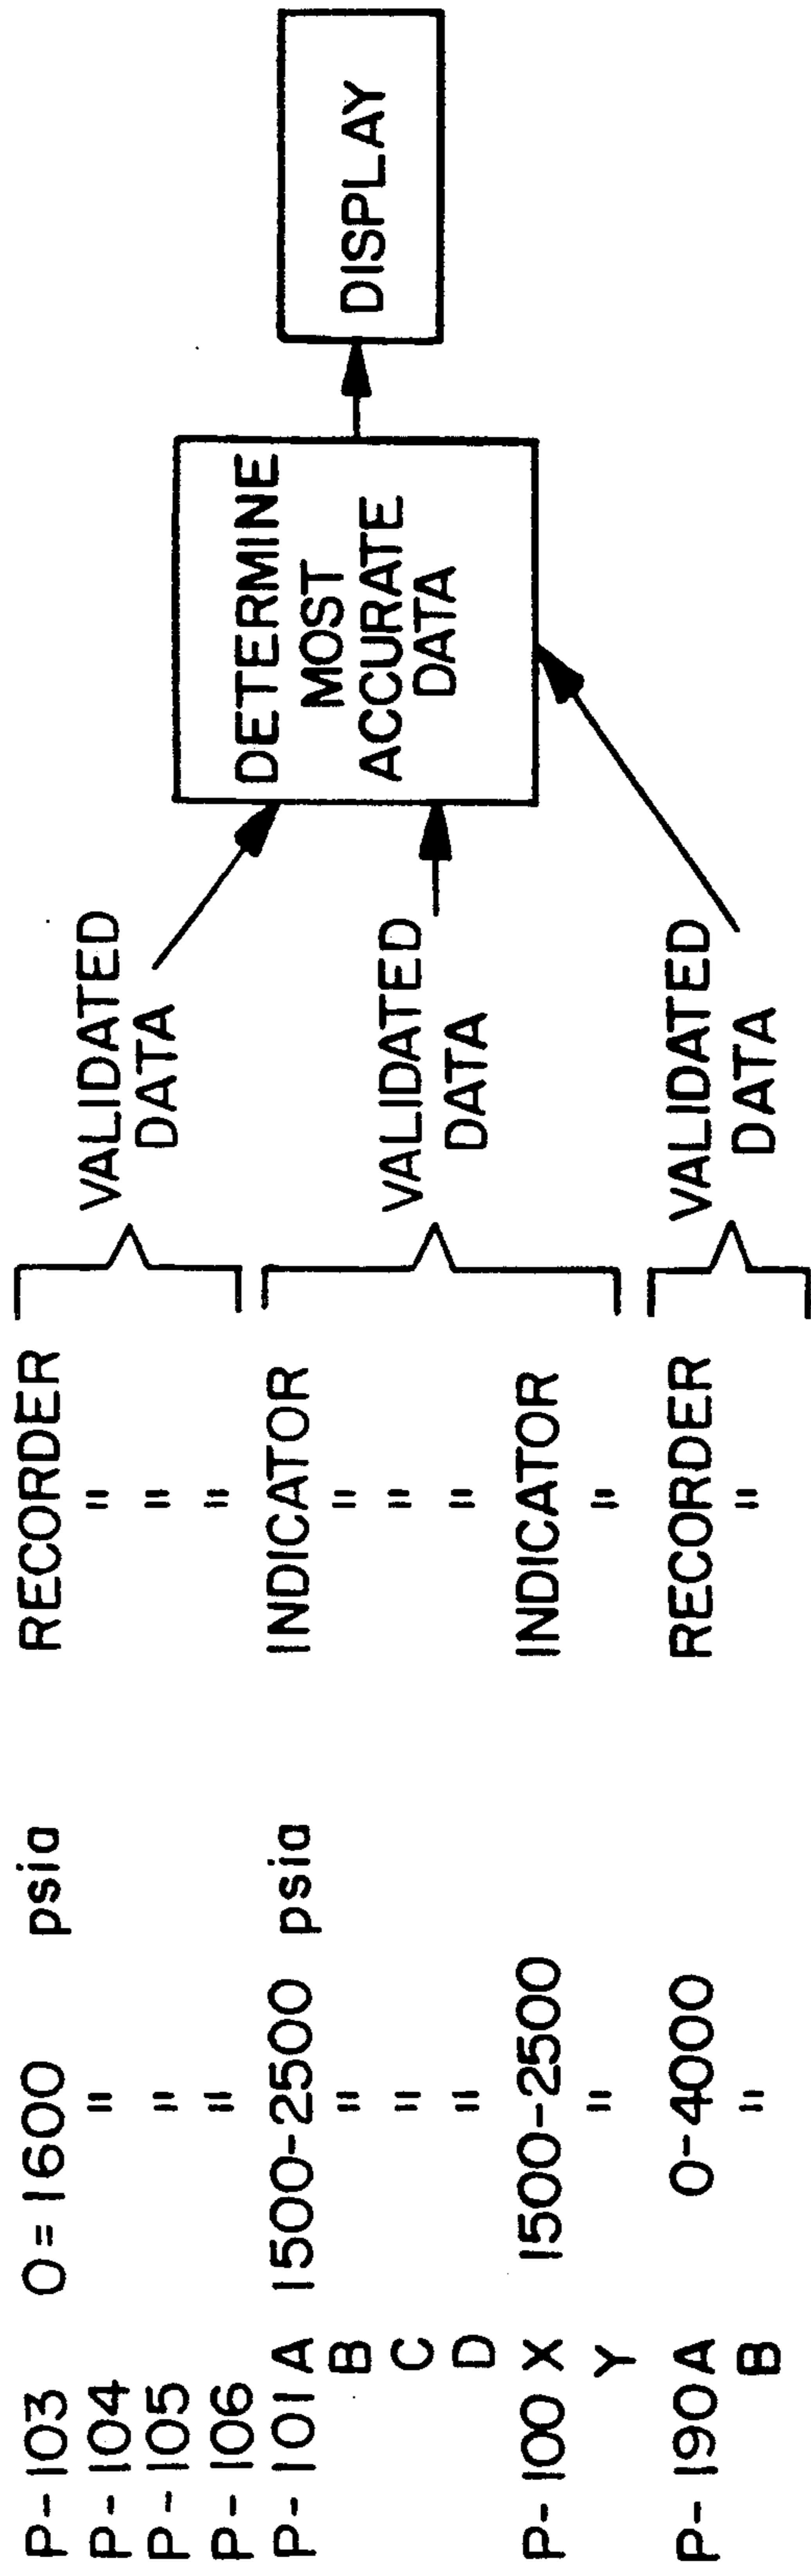 P-103 0=1600 psia RECORDER
P-104 " "
P-105 " "
P-106 " "
P-101 A 1500-2500 psia INDICATOR
B " "
C " "
D " "
P-100 X 1500-2500 INDICATOR
Y " "
P-190A 0-4000 RECORDER
B " "
VALIDATED
DATA
VALIDATED
DATA
VALIDATED
DATA
DETERMINE
MOST
ACCURATE
DATA
DISPLAY